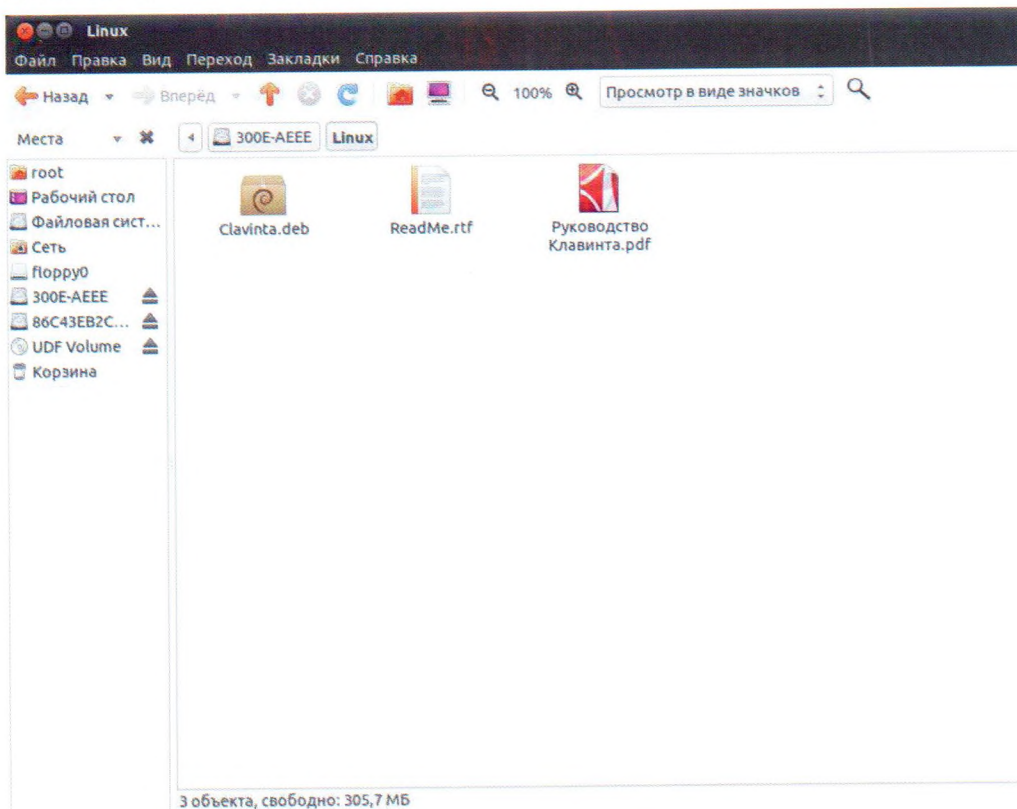 Linux
Файл Правка Вид Переход Закладки Справка
Назад Вперёд 100% Просмотр в виде значков
Места 300E-AEEE Linux
root
Рабочий стол
Файловая сист...
Сеть
floppy0
300E-AEEE
86C43EB2C...
UDF Volume
Корзина
Clavinta.deb ReadMe.rtf Руководство
Клавинта.pdf
3 объекта, свободно: 305,7 МБ